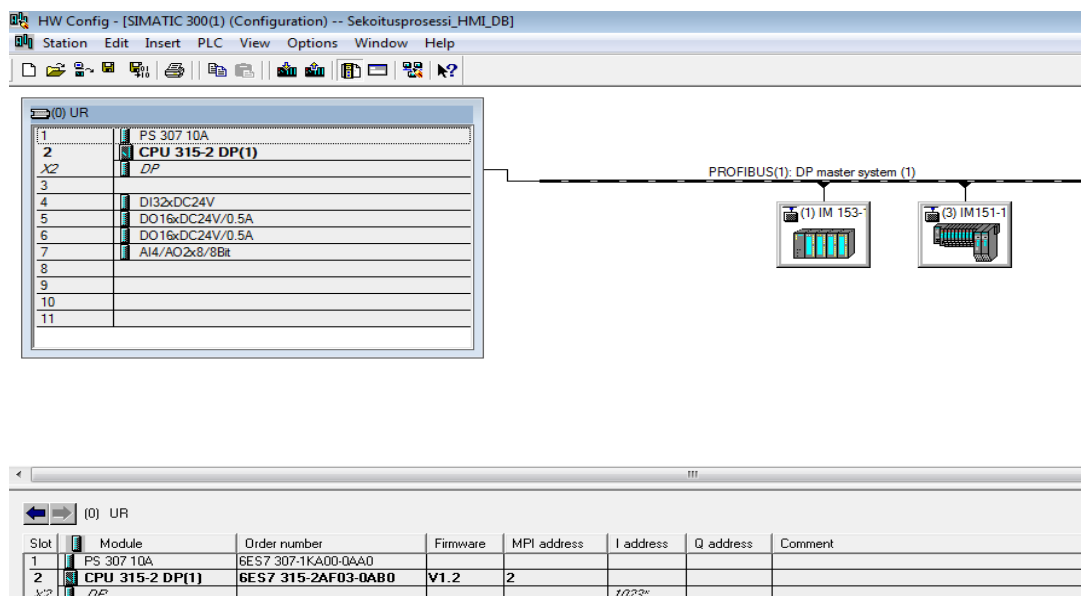 HW Config - [SIMATIC 300(1) (Configuration) -- Sekoitusprosessi_HMI_DB]
Station Edit Insert PLC View Options Window Help
(0) UR
1 PS 307 10A
2 CPU 315-2 DP(1)
X2 DP
3
4 DI32xDC24V
5 DO16xDC24V/0.5A
6 DO16xDC24V/0.5A
7 AI4/AO2x8/8Bit
8
9
10
11
PROFIBUS(1): DP master system (1)
(1) IM 153-1
(3) IM151-1
(0) UR
Slot Module Order number Firmware MPI address I address Q address Comment
1 PS 307 10A 6ES7 307-1KA00-0AA0
2 CPU 315-2 DP(1) 6ES7 315-2AF03-0AB0 V1.2 2
X2 DP 1023*